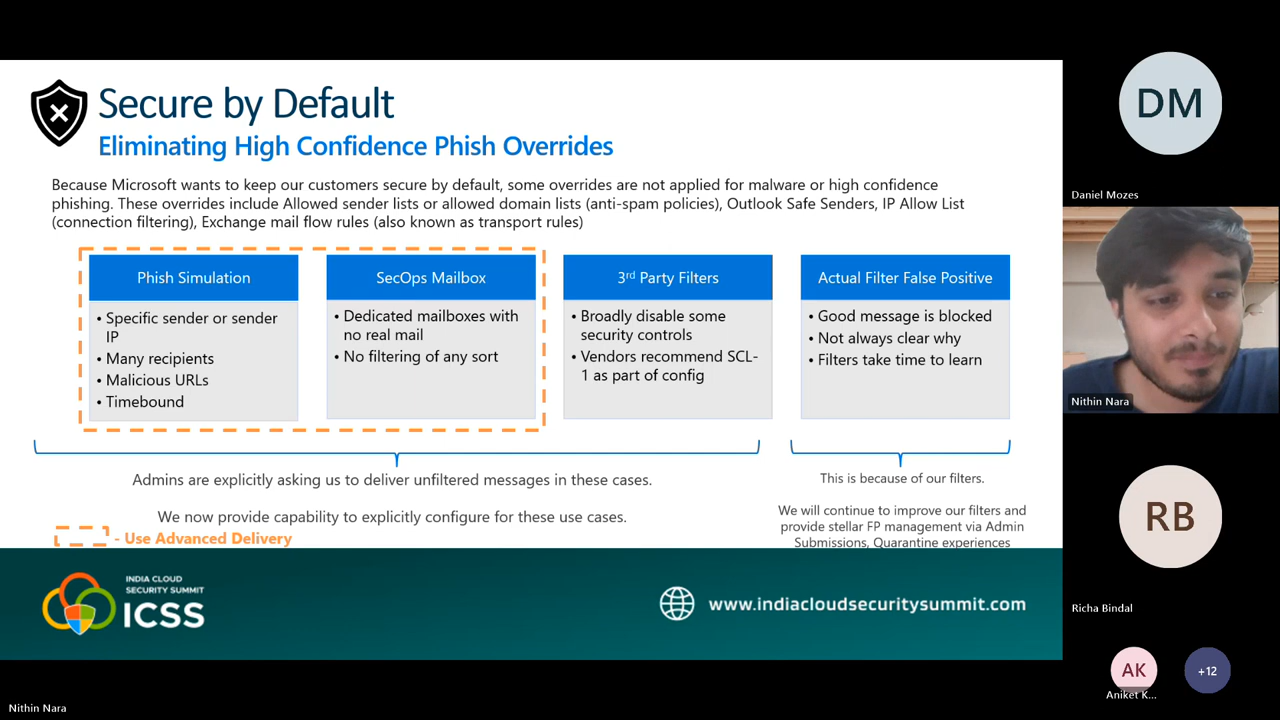 Secure by Default
Eliminating High Confidence Phish Overrides
Because Microsoft wants to keep our customers secure by default, some overrides are not applied for malware or high confidence
phishing. These overrides include Allowed sender lists or allowed domain lists (anti-spam policies), Outlook Safe Senders, IP Allow List
(connection filtering), Exchange mail flow rules (also known as transport rules)
Phish Simulation
• Specific sender or sender
IP
• Many recipients
• Malicious URLs
• Timebound
SecOps Mailbox
• Dedicated mailboxes with
no real mail
• No filtering of any sort
3rd Party Filters
• Broadly disable some
security controls
• Vendors recommend SCL-
1 as part of config
Actual Filter False Positive
• Good message is blocked
• Not always clear why
• Filters take time to learn
Admins are explicitly asking us to deliver unfiltered messages in these cases.
We now provide capability to explicitly configure for these use cases.
- Use Advanced Delivery
This is because of our filters.
We will continue to improve our filters and
provide stellar FP management via Admin
Submissions, Quarantine experiences
INDIA CLOUD
SECURITY SUMMIT
ICSS
www.indiacloudsecuritysummit.com
DM
Daniel Mozes
Nithin Nara
RB
Richa Bindal
AK
Aniket K...
+12
Nithin Nara